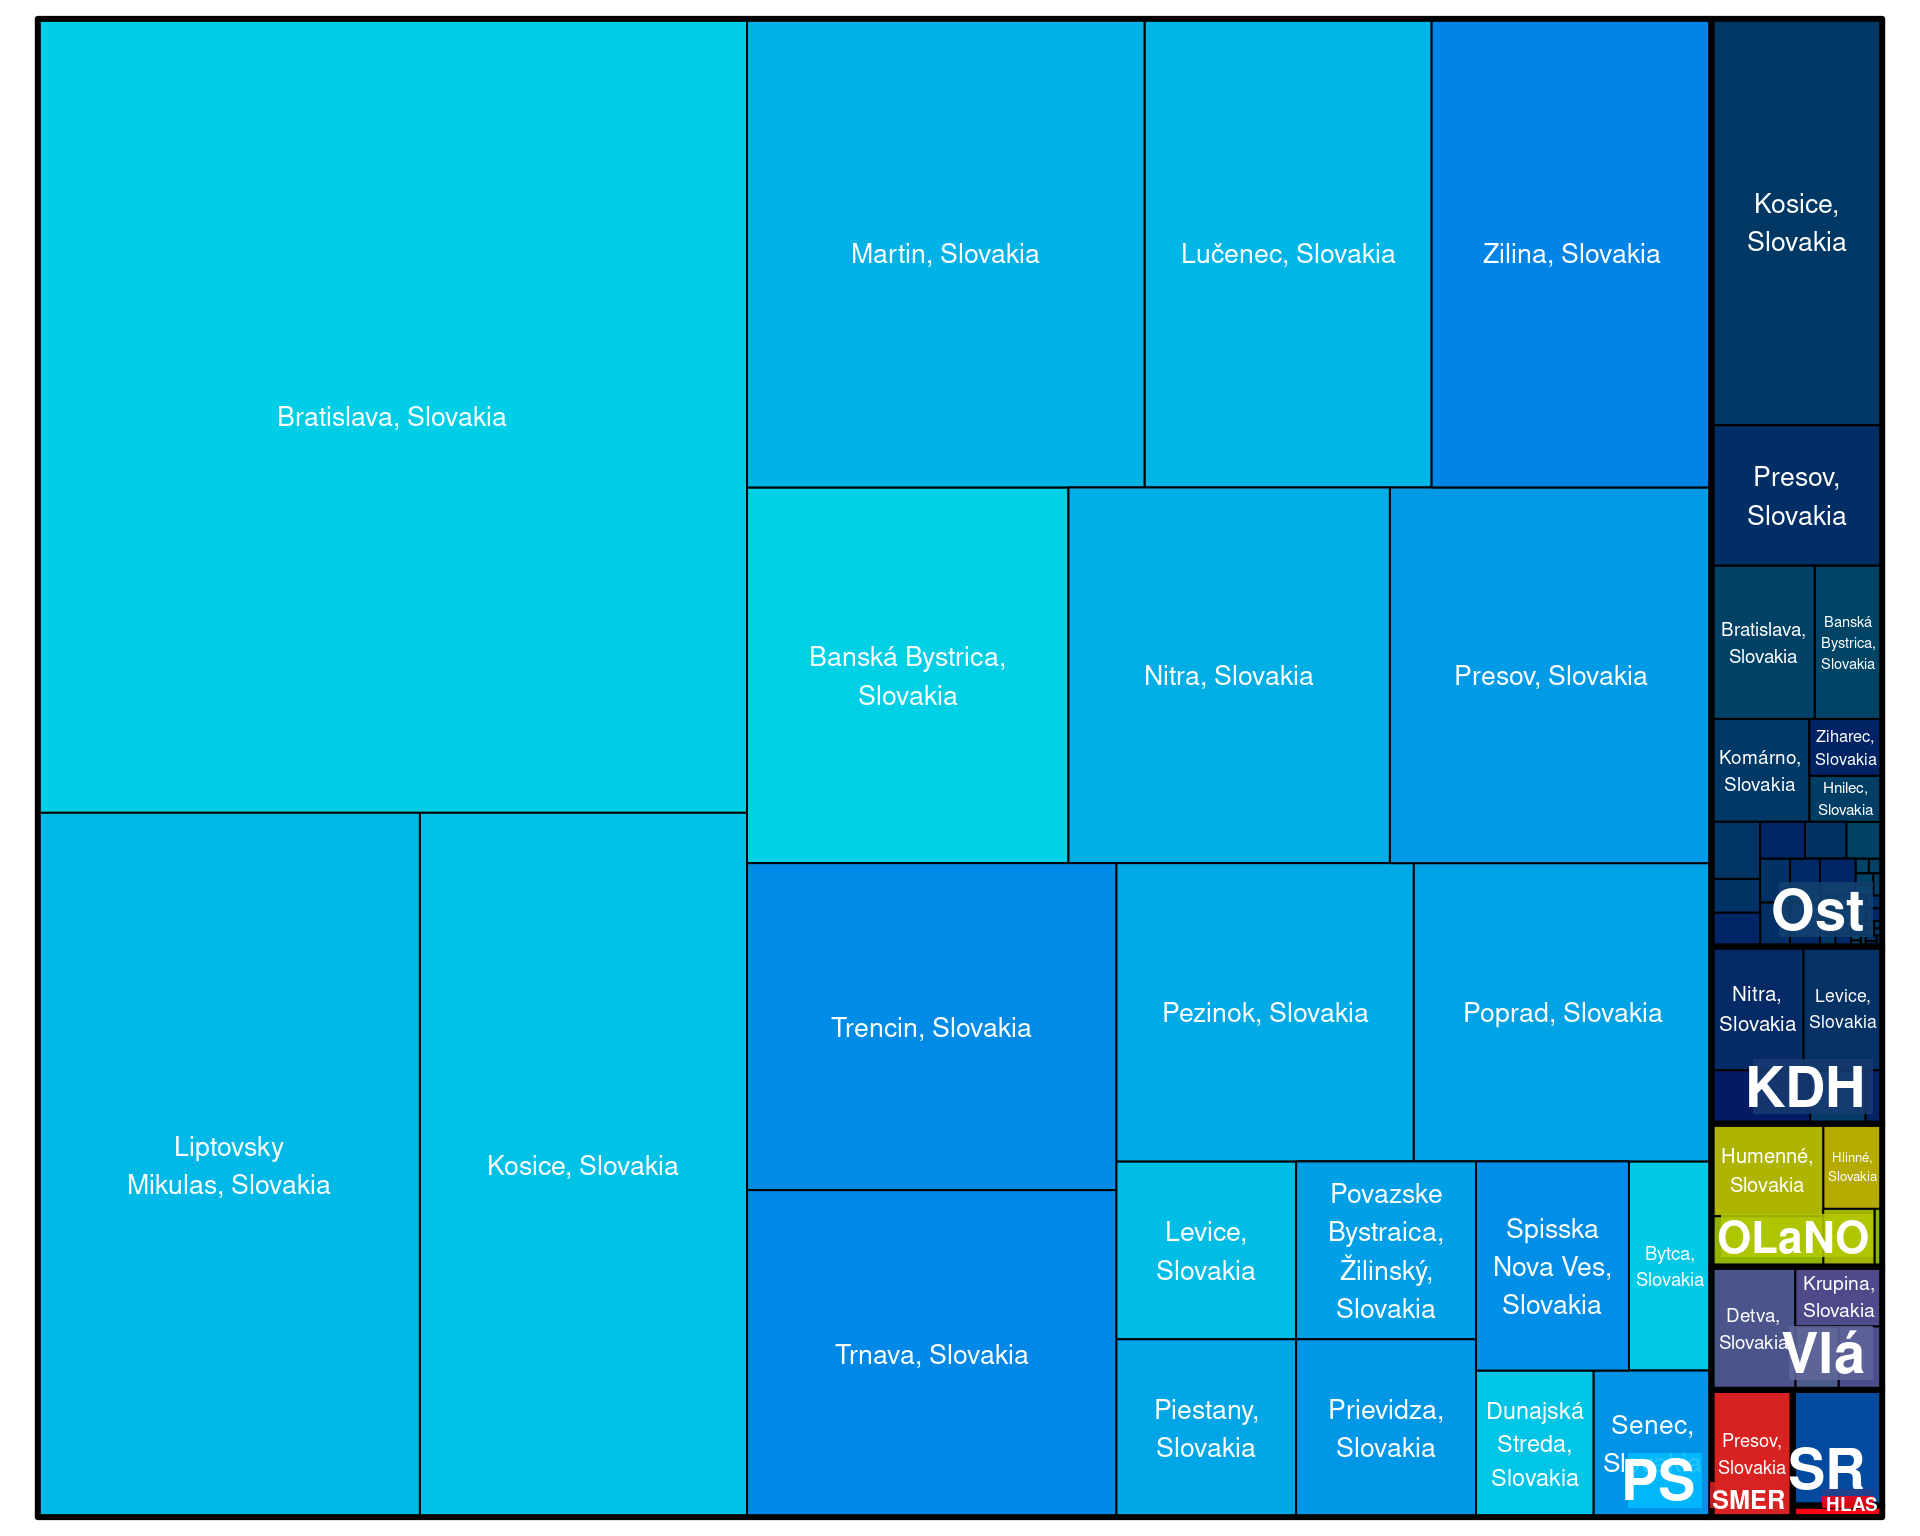 Bratislava, Slovakia
Martin, Slovakia
Lučenec, Slovakia
Zilina, Slovakia
Banská Bystrica,
Slovakia
Nitra, Slovakia
Presov, Slovakia
Liptovsky
Mikulas, Slovakia
Kosice, Slovakia
Trencin, Slovakia
Trnava, Slovakia
Pezinok, Slovakia
Poprad, Slovakia
Levice,
Slovakia
Povazske
Bystraica,
Žilinský,
Slovakia
Spisska
Nova Ves,
Slovakia
Bytca,
Slovakia
Piestany,
Slovakia
Prievidza,
Slovakia
Dunajská
Streda,
Slovakia
Senec,
Slovakia
PS
Kosice,
Slovakia
Presov,
Slovakia
Bratislava,
Slovakia
Banská
Bystrica,
Slovakia
Komárno,
Slovakia
Ziharec,
Slovakia
Hnilec,
Slovakia
Ost
Nitra,
Slovakia
Levice,
Slovakia
KDH
Humenné,
Slovakia
Hlinné,
Slovakia
OLaNO
Detva,
Slovakia
Krupina,
Slovakia
Vlá
Presov,
Slovakia
SMER
SR
HLAS